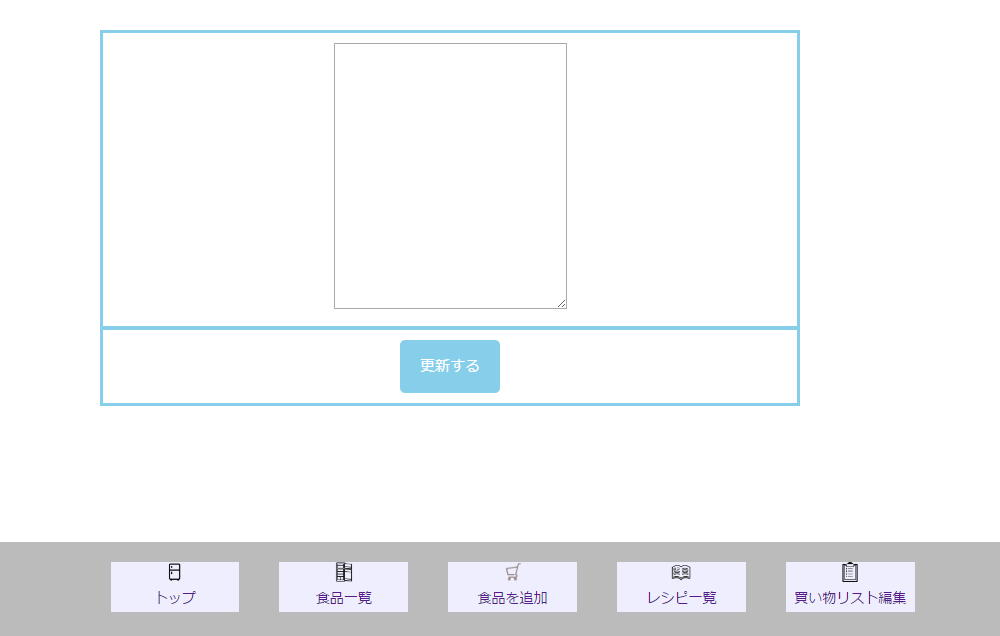 更新する
トップ
食品一覧
食品を追加
レシピ一覧
買い物リスト編集